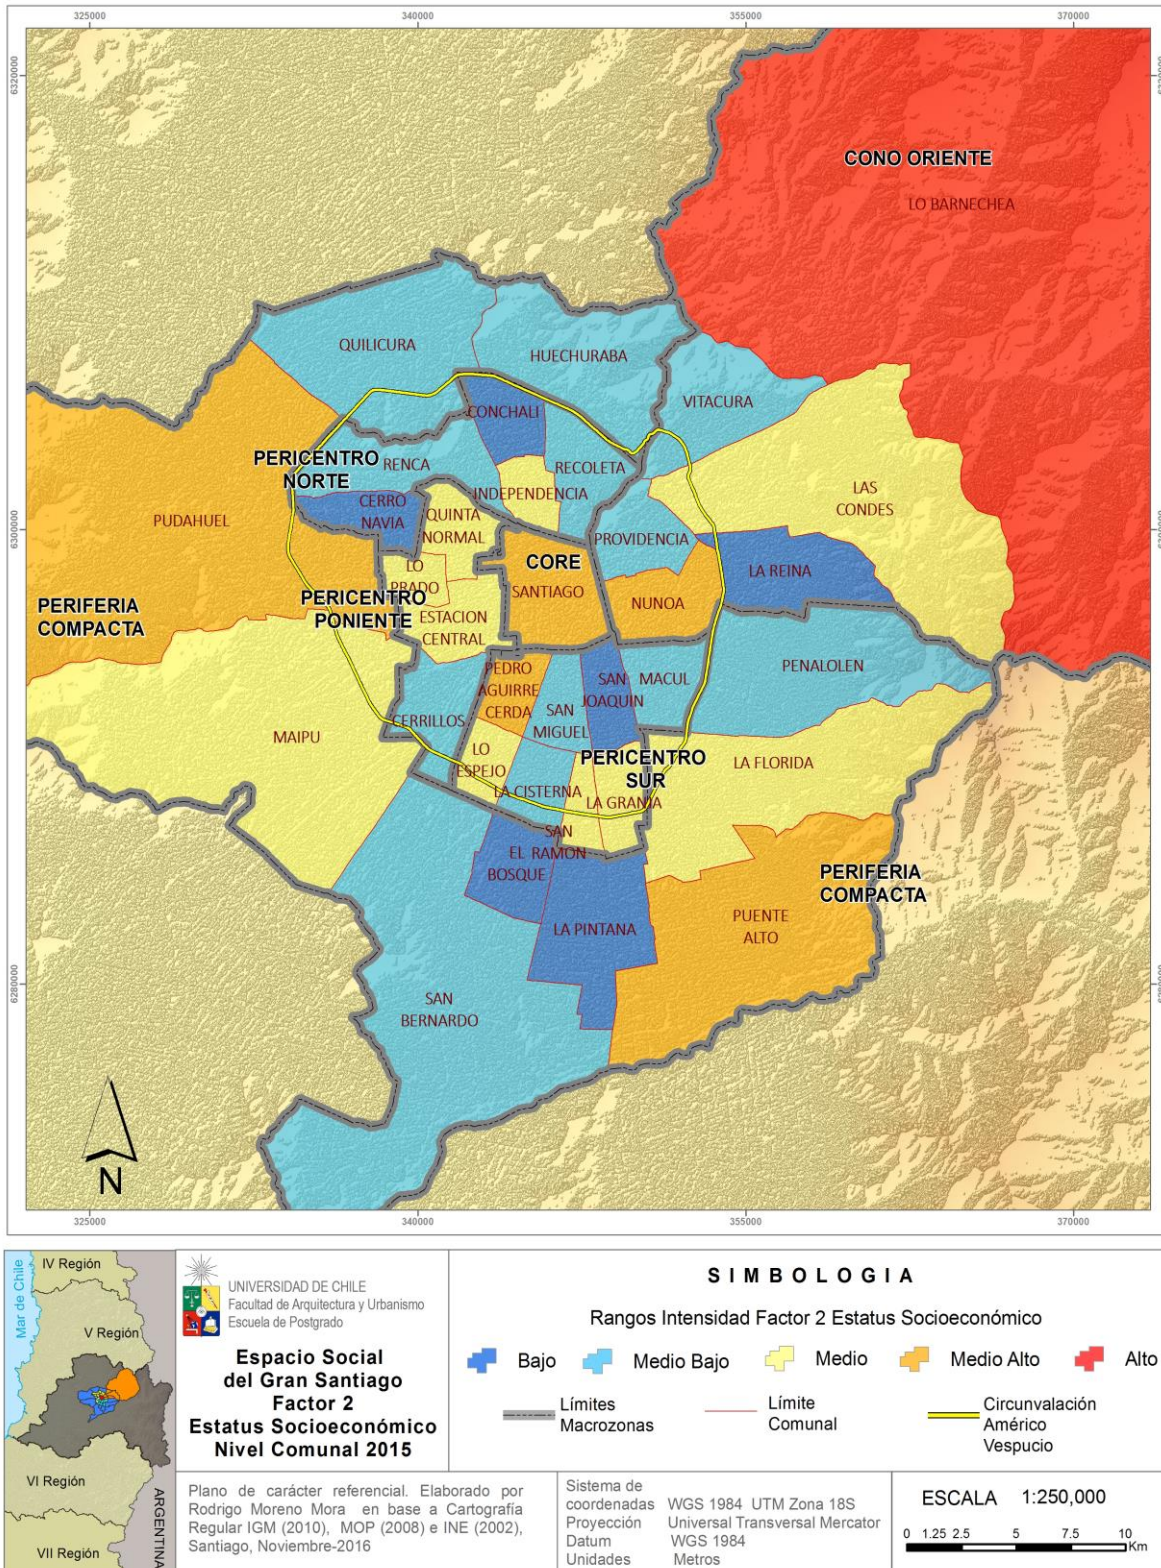 325000
340000
355000
370000
6320000
CONO ORIENTE
LO BARNECHEA
QUILICURA
HUECHURABA
VITACURA
CONCHALI
PERICENTRO
NORTE
RENCA
RECOLETA
INDEPENDENCIA
LAS
CONDES
CERRO
NAVIA
QUINTA
NORMAL
PUDAHUEL
6300000
PROVIDENCIA
CORE
SANTIAGO
LA REINA
LO
PRADO
NUNOA
PERIFERIA
COMPACTA
PERICENTRO
PONIENTE
ESTACION
CENTRAL
PENALOLEN
PEDRO
AGUIRRE
CERDA
SAN
JOAQUIN
MACUL
SAN
MIGUEL
CERRILLOS
MAIPU
LO
ESPEJO
PERICENTRO
SUR
LA FLORIDA
LA CISTERNA
LA GRANJA
SAN
RAMON
EL
BOSQUE
PERIFERIA
COMPACTA
LA PINTANA
PUENTE
ALTO
6280000
SAN
BERNARDO
N
325000
340000
355000
370000
IV Región
Mar de Chile
V Región
VI Región
ARGENTINA
VII Región
UNIVERSIDAD DE CHILE
Facultad de Arquitectura y Urbanismo
Escuela de Postgrado
Espacio Social
del Gran Santiago
Factor 2
Estatus Socioeconómico
Nivel Comunal 2015
SIMBOLOGIA
Rangos Intensidad Factor 2 Estatus Socioeconómico
Bajo
Medio Bajo
Medio
Medio Alto
Alto
Límites
Macrozonas
Límite
Comunal
Circunvalación
Américo
Vespucio
Plano de carácter referencial. Elaborado por
Rodrigo Moreno Mora en base a Cartografía
Regular IGM (2010), MOP (2008) e INE (2002),
Santiago, Noviembre-2016
Sistema de
coordenadas WGS 1984 UTM Zona 18S
Proyección Universal Transversal Mercator
Datum WGS 1984
Unidades Metros
ESCALA 1:250,000
0 1.25 2.5 5 7.5 10
Km